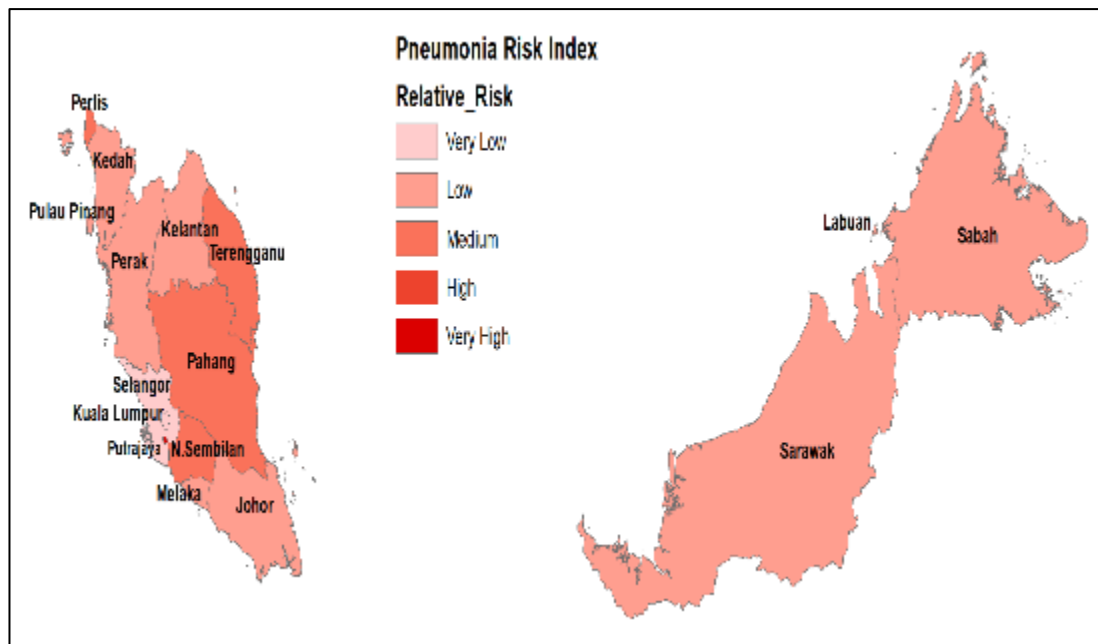 Pneumonia Risk Index
Relative_Risk
Very Low
Low
Medium
High
Very High
Perlis
Kedah
Pulau Pinang
Kelantan
Terengganu
Perak
Pahang
Selangor
Kuala Lumpur
Putrajaya
N.Sembilan
Melaka
Johor
Labuan
Sabah
Sarawak